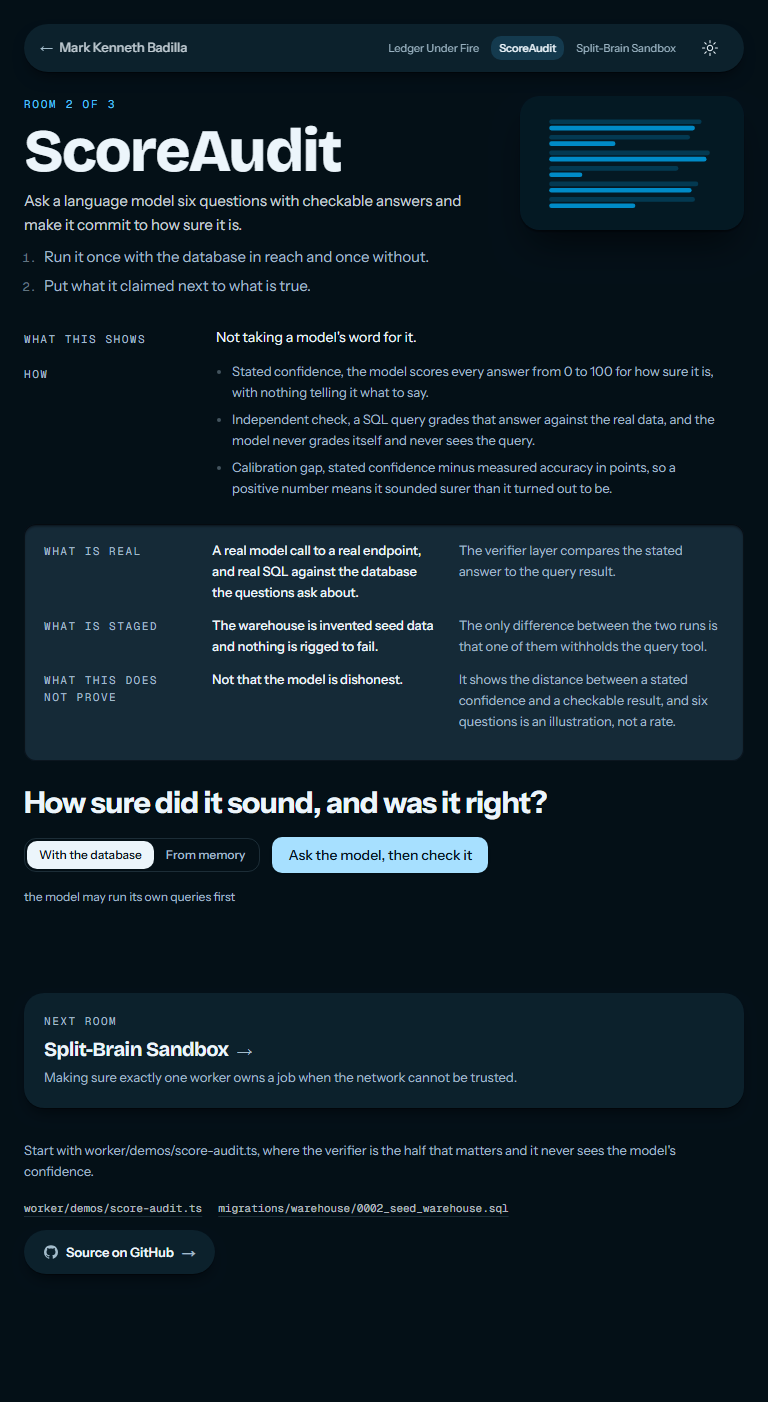 ← Mark Kenneth Badilla
Ledger Under Fire
ScoreAudit
Split-Brain Sandbox
ROOM 2 OF 3
ScoreAudit
Ask a language model six questions with checkable answers and
make it commit to how sure it is.
1. Run it once with the database in reach and once without.
2. Put what it claimed next to what is true.
WHAT THIS SHOWS
Not taking a model's word for it.
HOW
• Stated confidence, the model scores every answer from 0 to 100 for how sure it is,
with nothing telling it what to say.
• Independent check, a SQL query grades that answer against the real data, and the
model never grades itself and never sees the query.
• Calibration gap, stated confidence minus measured accuracy in points, so a
positive number means it sounded surer than it turned out to be.
WHAT IS REAL
A real model call to a real endpoint,
and real SQL against the database
the questions ask about.
The verifier layer compares the stated
answer to the query result.
WHAT IS STAGED
The warehouse is invented seed data
and nothing is rigged to fail.
The only difference between the two runs is
that one of them withholds the query tool.
WHAT THIS DOES
NOT PROVE
Not that the model is dishonest.
It shows the distance between a stated
confidence and a checkable result, and six
questions is an illustration, not a rate.
How sure did it sound, and was it right?
With the database
From memory
Ask the model, then check it
the model may run its own queries first
NEXT ROOM
Split-Brain Sandbox →
Making sure exactly one worker owns a job when the network cannot be trusted.
Start with worker/demos/score-audit.ts, where the verifier is the half that matters and it never sees the model's
confidence.
worker/demos/score-audit.ts
migrations/warehouse/0002_seed_warehouse.sql
Source on GitHub →